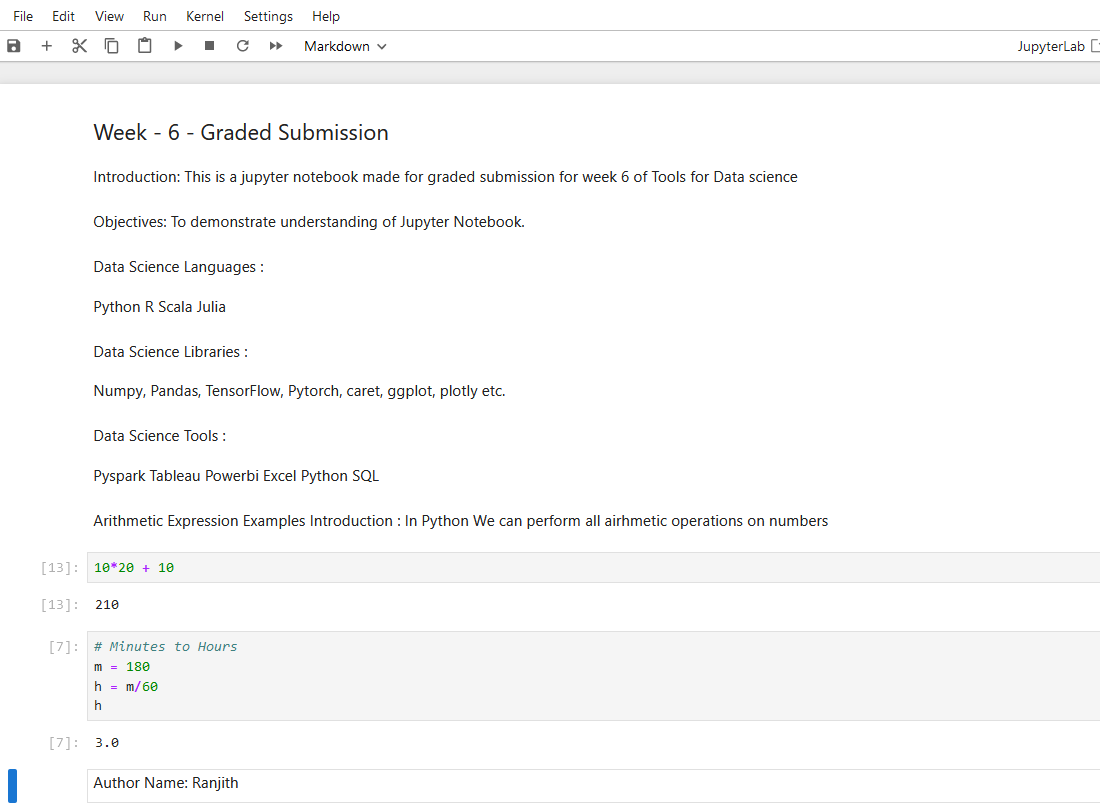 File Edit View Run Kernel Settings Help
Markdown JupyterLab
Week - 6 - Graded Submission
Introduction: This is a jupyter notebook made for graded submission for week 6 of Tools for Data science
Objectives: To demonstrate understanding of Jupyter Notebook.
Data Science Languages :
Python R Scala Julia
Data Science Libraries :
Numpy, Pandas, TensorFlow, Pytorch, caret, ggplot, plotly etc.
Data Science Tools :
Pyspark Tableau Powerbi Excel Python SQL
Arithmetic Expression Examples Introduction : In Python We can perform all airhmetic operations on numbers
[13]: 10*20 + 10
[13]: 210
[7]: # Minutes to Hours
m = 180
h = m/60
h
[7]: 3.0
Author Name: Ranjith